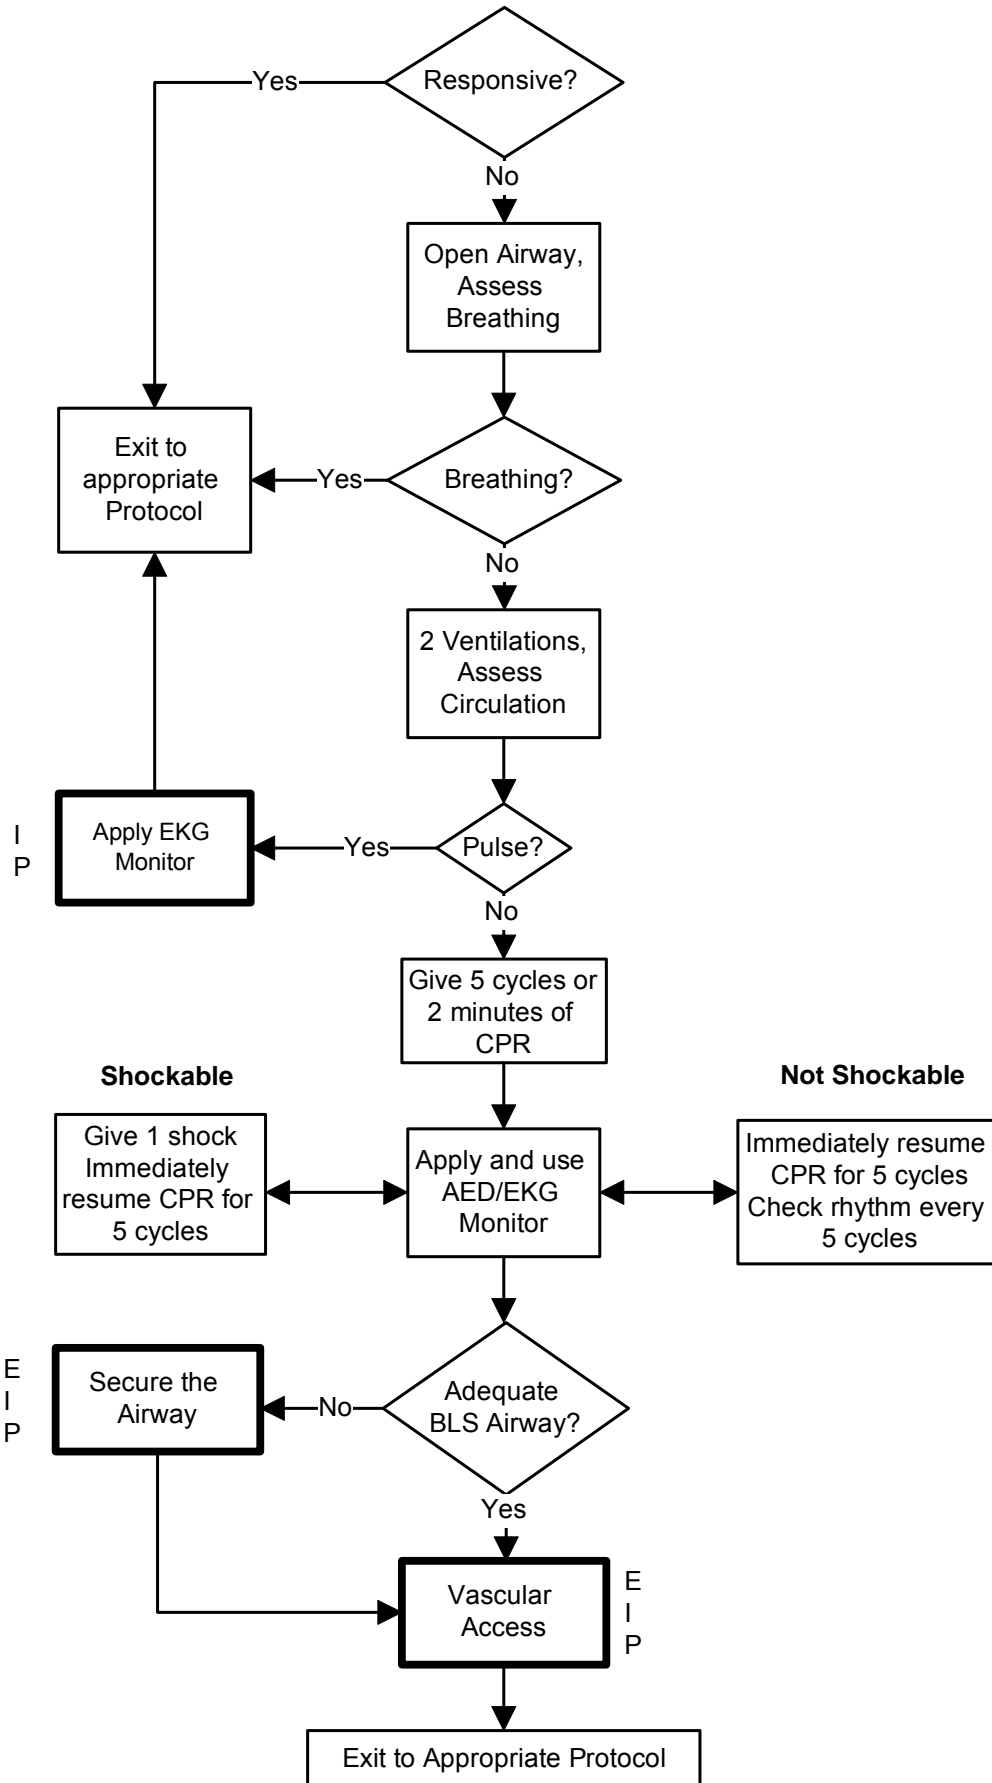 Responsive?
Yes
No
Open Airway,
Assess
Breathing
Exit to
appropriate
Protocol
Yes
Breathing?
No
2 Ventilations,
Assess
Circulation
I
P
Apply EKG
Monitor
Yes
Pulse?
No
Give 5 cycles or
2 minutes of
CPR
Shockable
Not Shockable
Give 1 shock
Immediately
resume CPR for
5 cycles
Apply and use
AED/EKG
Monitor
Immediately resume
CPR for 5 cycles
Check rhythm every
5 cycles
E
I
P
Secure the
Airway
No
Adequate
BLS Airway?
Yes
Vascular
Access
E
I
P
Exit to Appropriate Protocol